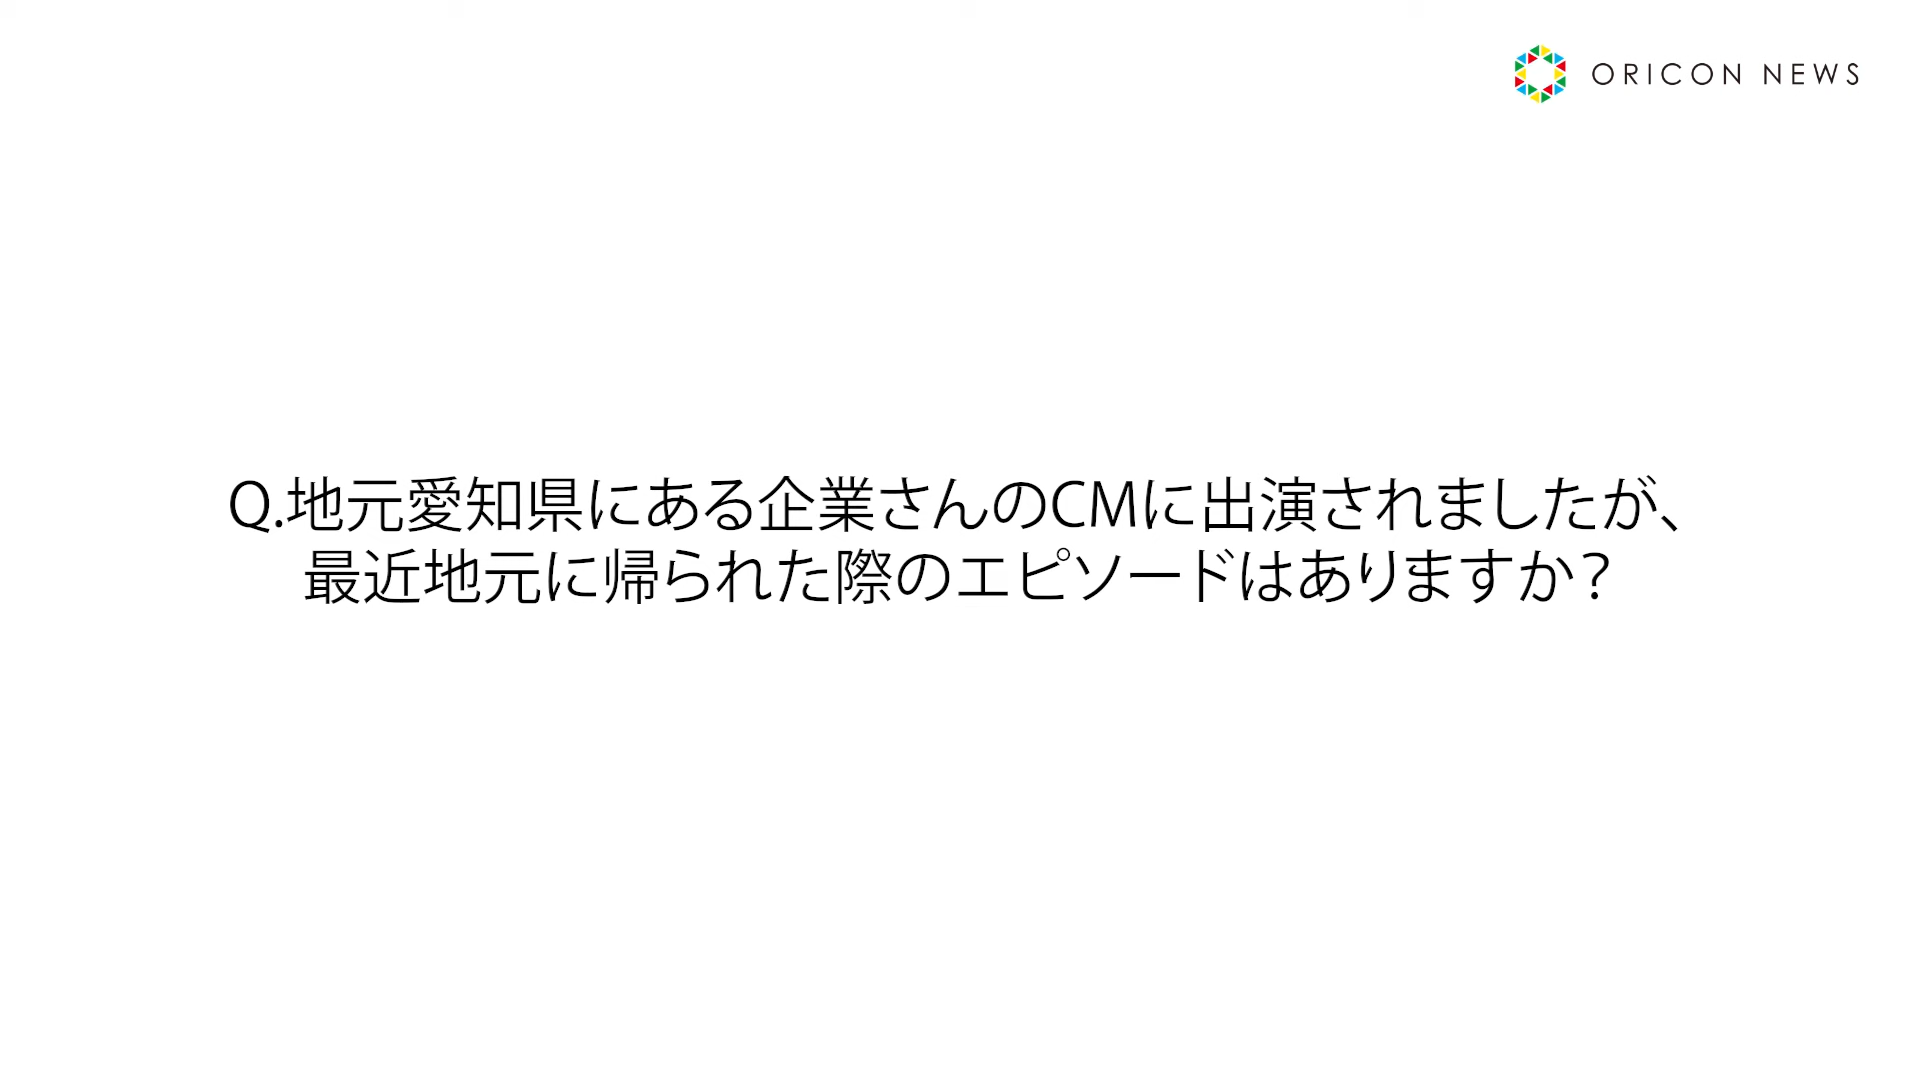 ORICON NEWS
Q.地元愛知県にある企業さんのCMに出演されましたが、
最近地元に帰られた際のエピソードはありますか？